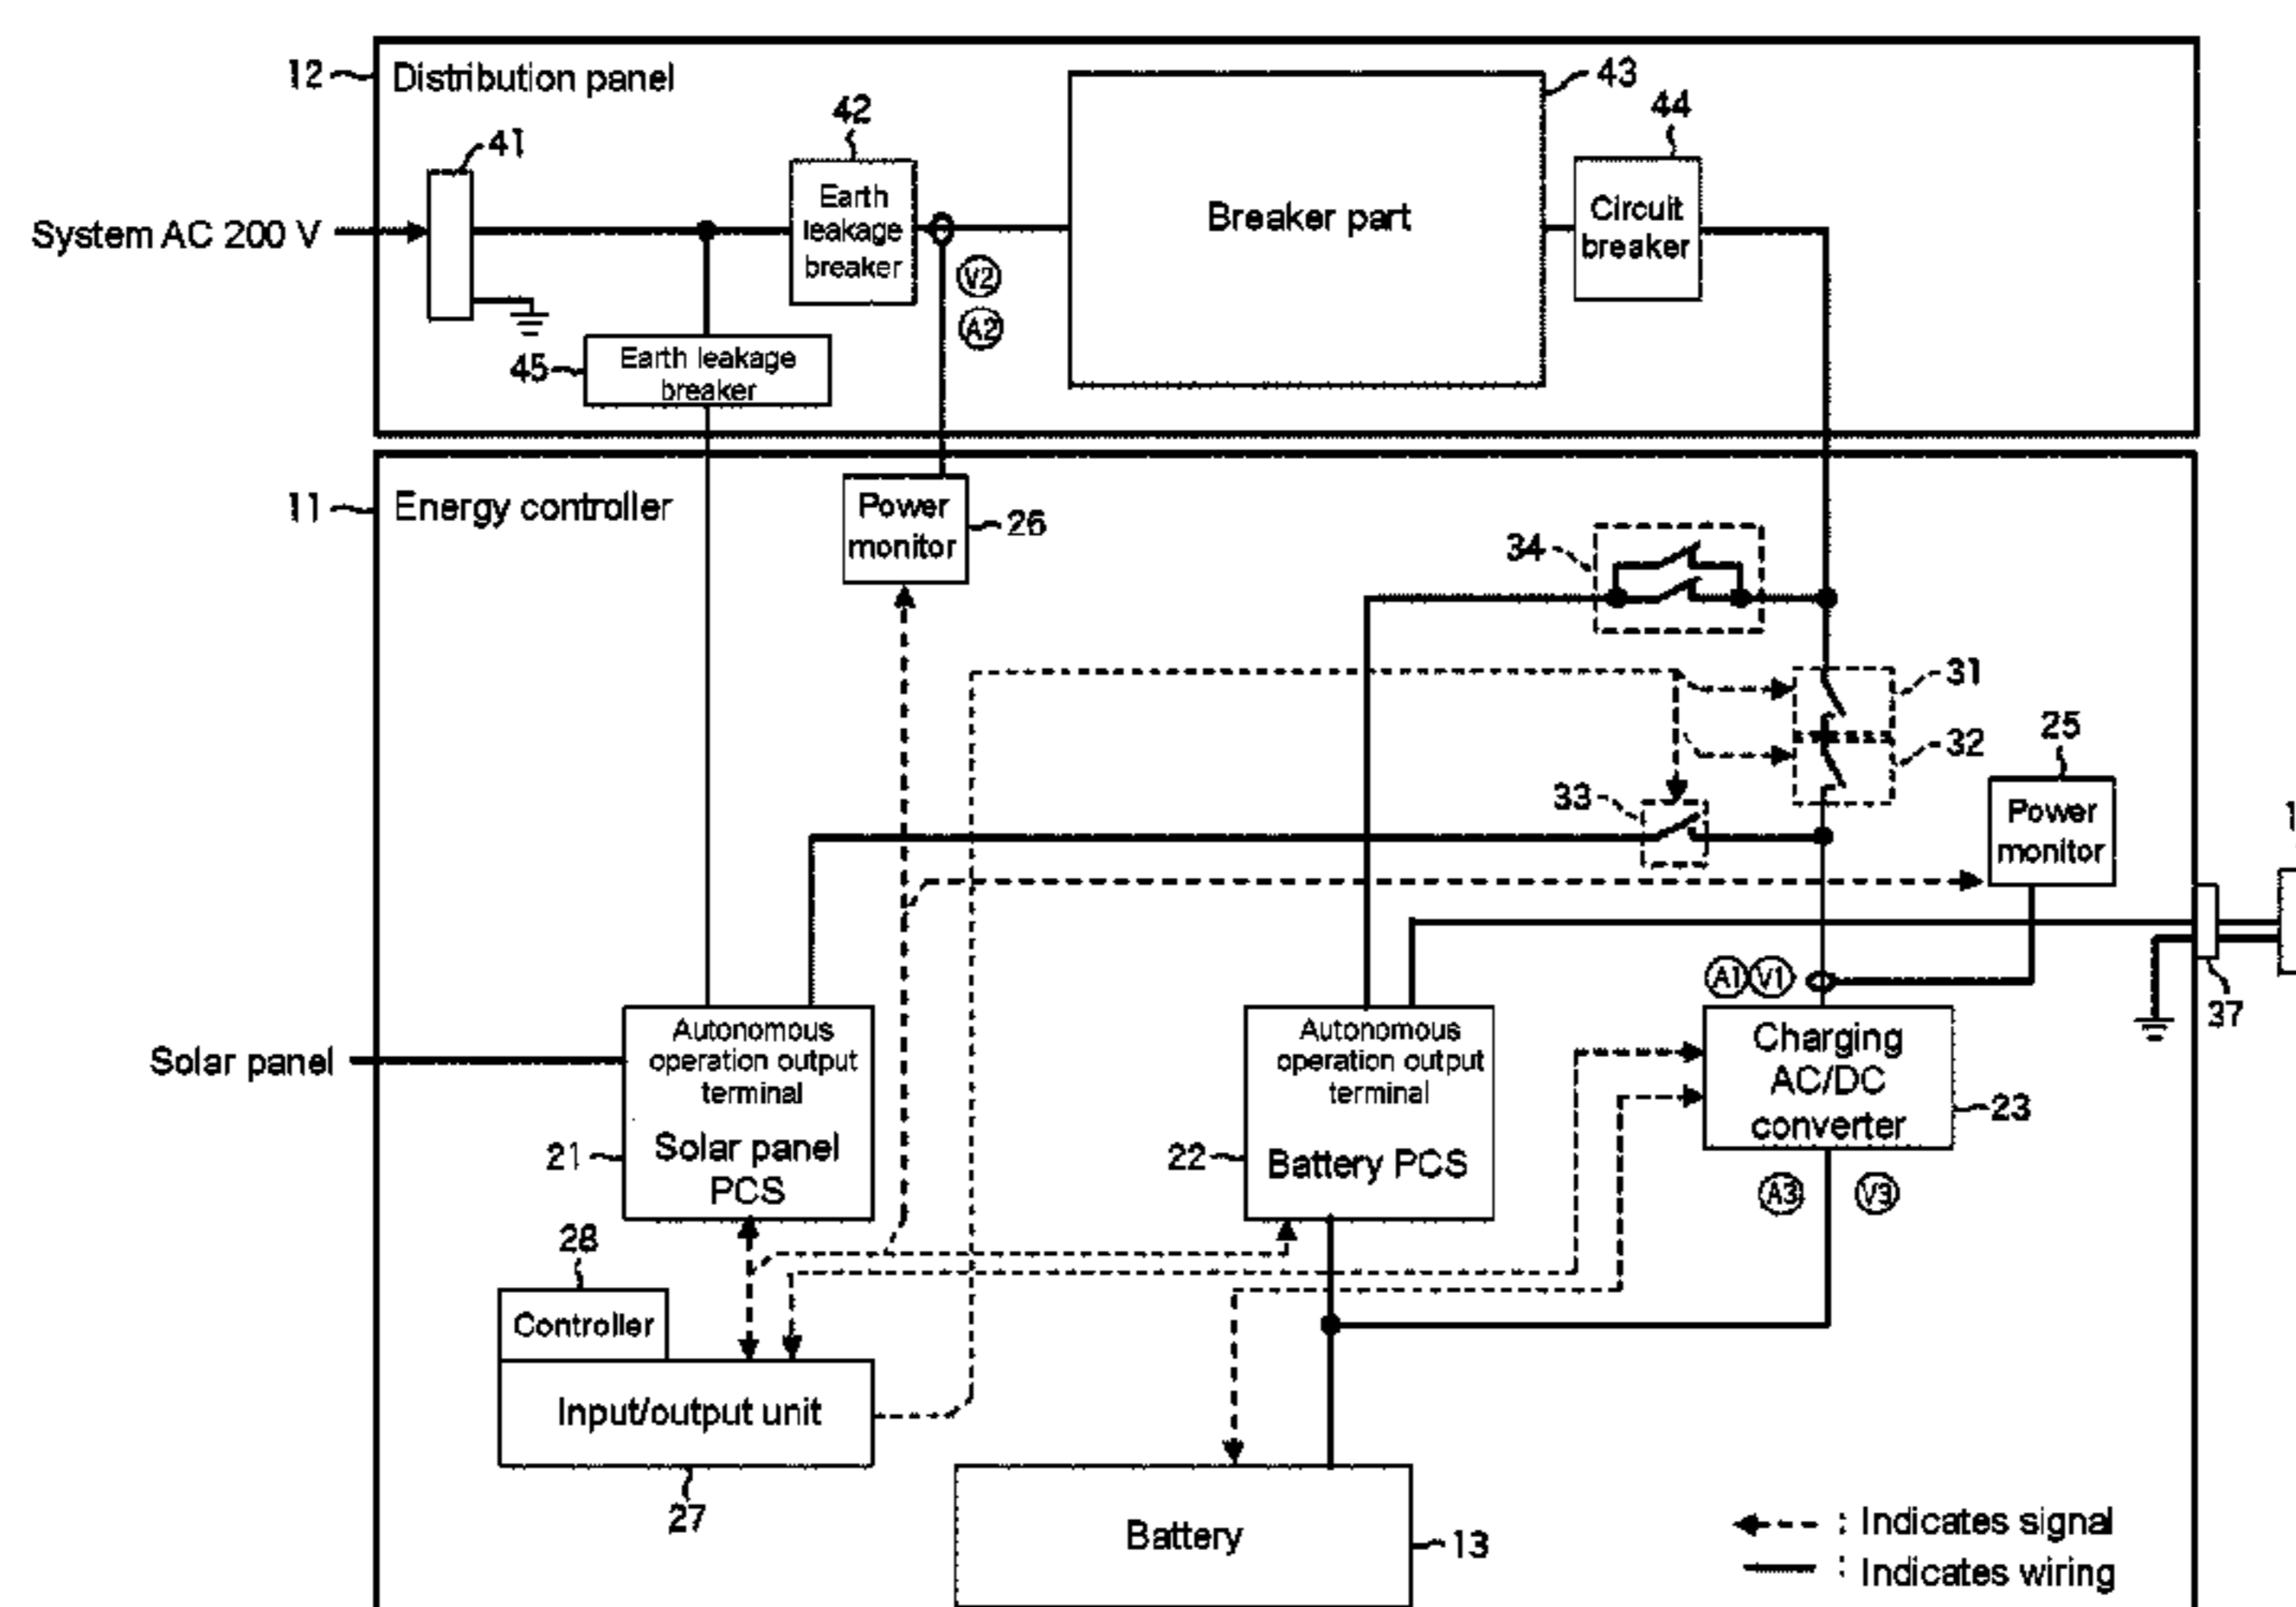 12
Distribution panel
43
42
44
41
Earth
leakage
breaker
Breaker part
Circuit
breaker
System AC 200 V
V2
A2
45
Earth leakage
breaker
11
Energy controller
Power
monitor
26
34
31
32
25
33
Power
monitor
A1
V1
37
Solar panel
Autonomous
operation output
terminal
21
Solar panel
PCS
Autonomous
operation output
terminal
22
Battery PCS
Charging
AC/DC
converter
23
A3
V3
28
Controller
Input/output unit
27
Battery
13
: Indicates signal
: Indicates wiring